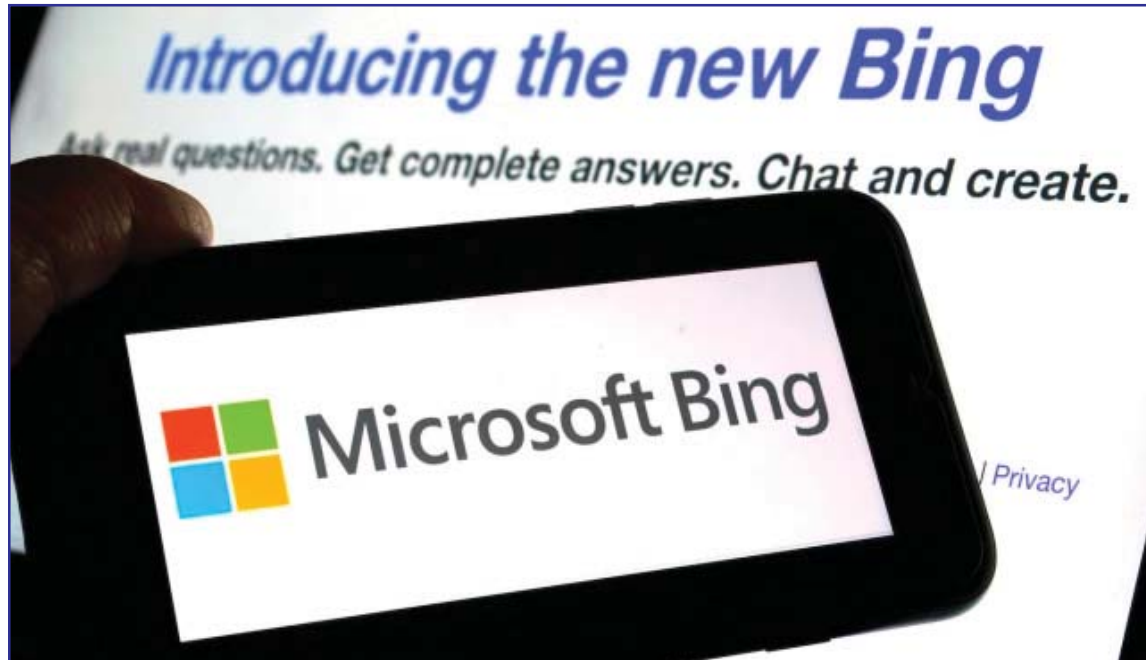 Introducing the new Bing
Ask real questions. Get complete answers. Chat and create.
Microsoft Bing
| Privacy